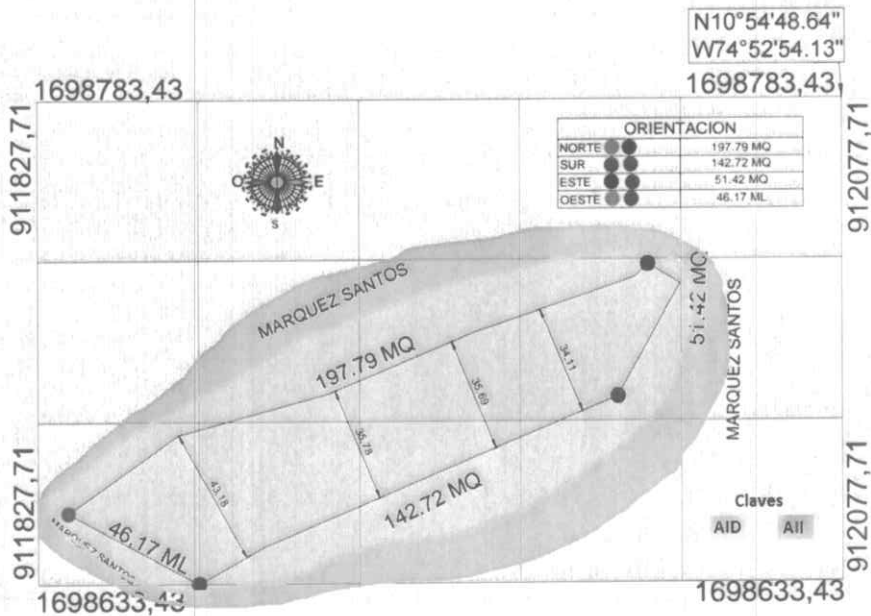 N10°54'48.64"
W74°52'54.13"
1698783,43
1698783,43
911827,71
912077,71
N
O
E
S
ORIENTACION
NORTE 197.79 MQ
SUR 142.72 MQ
ESTE 51.42 MQ
OESTE 46.17 ML
MARQUEZ SANTOS
51.42 MQ
MARQUEZ SANTOS
197.79 MQ
34.11
35.69
35.78
43.18
142.72 MQ
46.17 ML
MARQUEZ SANTOS
911827,71
912077,71
Claves
AID
AII
1698633,43
1698633,43